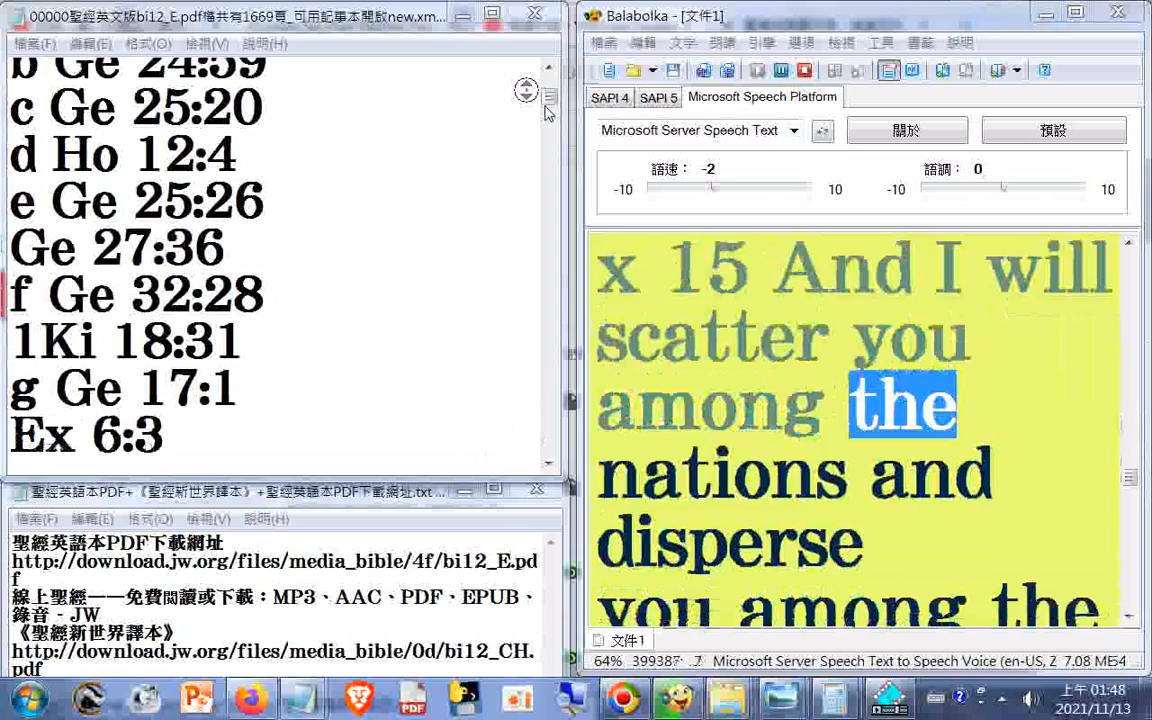 00000聖經英文版bi12_E.pdf檔共有1669頁_可用記事本開啟new.xm...
檔案(F) 編輯(E) 格式(O) 檢視(V) 說明(H)
b Ge 24:59
c Ge 25:20
d Ho 12:4
e Ge 25:26
Ge 27:36
f Ge 32:28
1Ki 18:31
g Ge 17:1
Ex 6:3
聖經英語本PDF+《聖經新世界譯本》+聖經英語本PDF下載網址.txt ...
檔案(F) 編輯(E) 格式(O) 檢視(V) 說明(H)
聖經英語本PDF下載網址
http://download.jw.org/files/media_bible/4f/bi12_E.pd
f
線上聖經——免費閱讀或下載：MP3、AAC、PDF、EPUB、
錄音 - JW
《聖經新世界譯本》
http://download.jw.org/files/media_bible/0d/bi12_CH.
pdf
Balabolka - [文件1]
檔案 編輯 文字 朗讀 引擎 選項 檢視 工具 書籤 說明
SAPI 4 SAPI 5 Microsoft Speech Platform
Microsoft Server Speech Text 關於 預設
語速： -2 語調： 0
-10 10 -10 10
x 15 And I will
scatter you
among the
nations and
disperse
you among the
文件1
64% Microsoft Server Speech Text to Speech Voice (en-US, Z 7.08 ME54
上午 01:48
2021/11/13